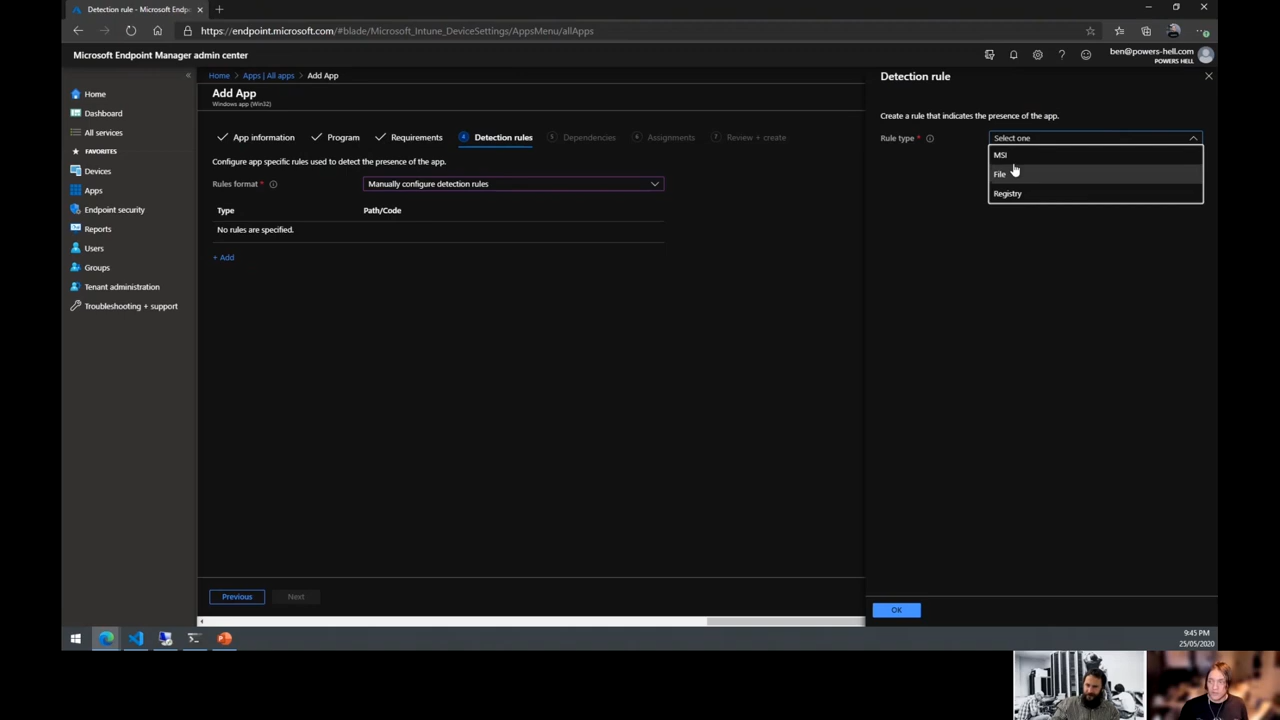 Detection rule - Microsoft Endpo
https://endpoint.microsoft.com/#blade/Microsoft_Intune_DeviceSettings/AppsMenu/allApps
Microsoft Endpoint Manager admin center
ben@powers-hell.com
POWERS HELL
Home > Apps | All apps > Add App
Add App
Windows app (Win32)
App information
Program
Requirements
4 Detection rules
5 Dependencies
6 Assignments
7 Review + create
Configure app specific rules used to detect the presence of the app.
Rules format *
Manually configure detection rules
Type
Path/Code
No rules are specified.
+ Add
Previous
Next
Home
Dashboard
All services
FAVORITES
Devices
Apps
Endpoint security
Reports
Users
Groups
Tenant administration
Troubleshooting + support
Detection rule
Create a rule that indicates the presence of the app.
Rule type *
Select one
MSI
File
Registry
OK
9:45 PM
25/05/2020